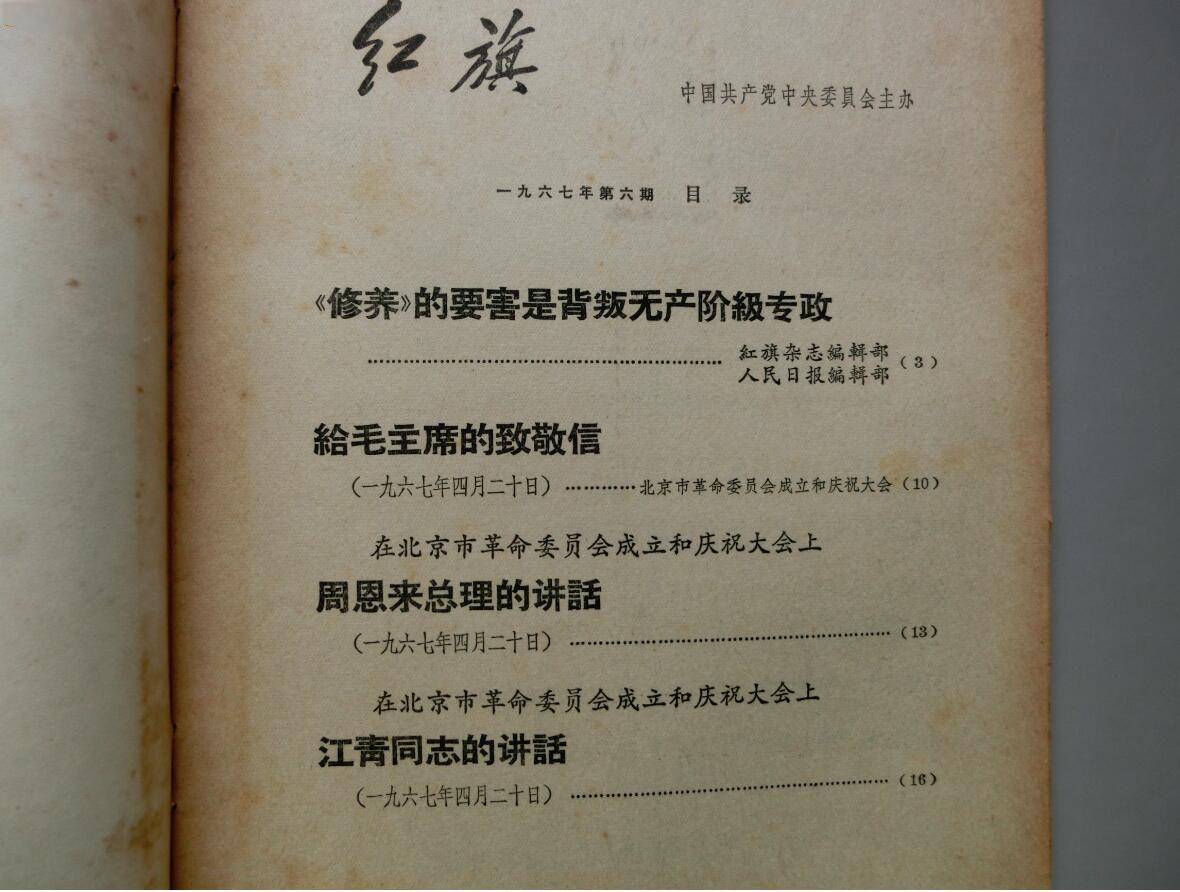 红旗
中国共产党中央委員会主办
一九六七年第六期 目 录
《修养》的要害是背叛无产阶級专政
………………………………………………… 紅旗杂志編輯部
人民日报編輯部 (3)
給毛主席的致敬信
(一九六七年四月二十日) …………北京市革命委员会成立和庆祝大会 (10)
在北京市革命委员会成立和庆祝大会上
周恩来总理的讲話
(一九六七年四月二十日) ……………………………………………… (13)
在北京市革命委员会成立和庆祝大会上
江青同志的讲話
(一九六七年四月二十日) ……………………………………………… (16)